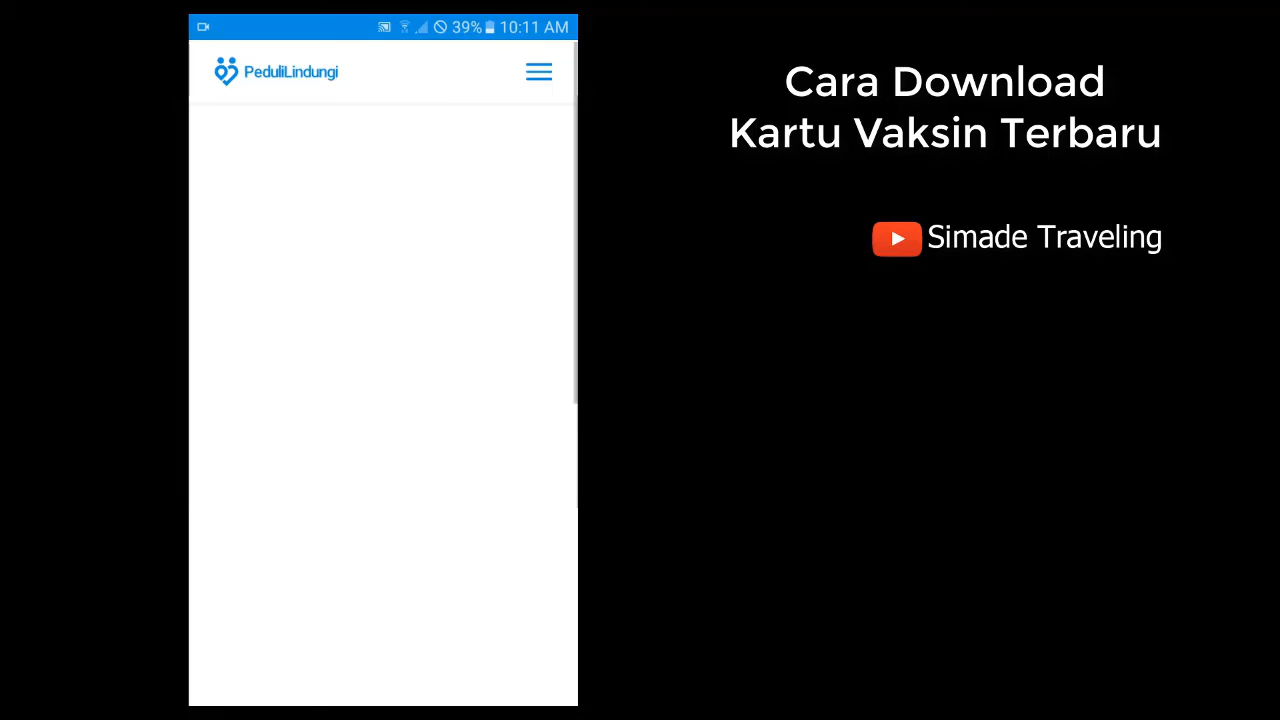 39% 10:11 AM
PeduliLindungi
Cara Download
Kartu Vaksin Terbaru
Simade Traveling